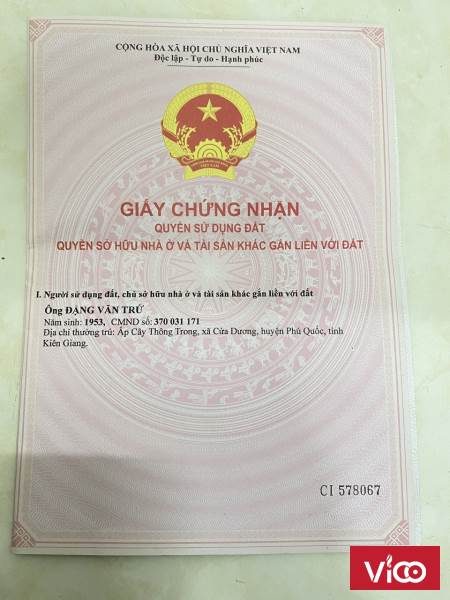 CỘNG HÒA XÃ HỘI CHỦ NGHĨA VIỆT NAM
Độc lập - Tự do - Hạnh phúc
GIẤY CHỨNG NHẬN
QUYỀN SỬ DỤNG ĐẤT
QUYỀN SỞ HỮU NHÀ Ở VÀ TÀI SẢN KHÁC GẮN LIỀN VỚI ĐẤT
I. Người sử dụng đất, chủ sở hữu nhà ở và tài sản khác gắn liền với đất
Ông ĐẶNG VĂN TRỨ
Năm sinh: 1953, CMND số: 370 031 171
Địa chỉ thường trú: Ấp Cây Thông Trong, xã Cửa Dương, huyện Phú Quốc, tỉnh
Kiên Giang.
CI 578067
Vico